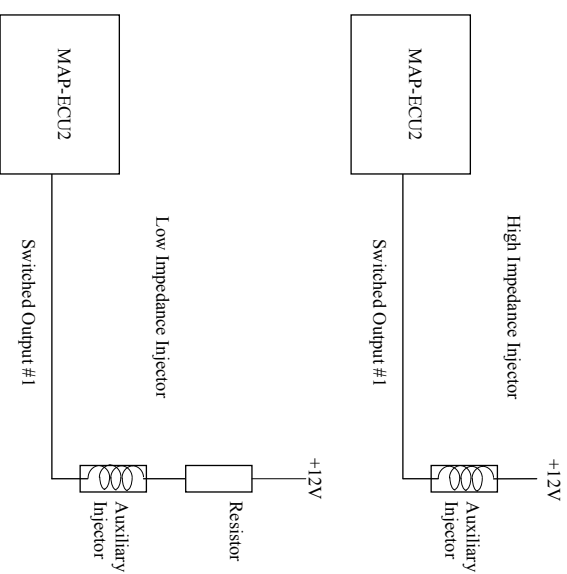 High Impedance Injector
MAP-ECU2
Switched Output #1
+12V
Auxiliary
Injector
Low Impedance Injector
MAP-ECU2
Switched Output #1
+12V
Resistor
Auxiliary
Injector